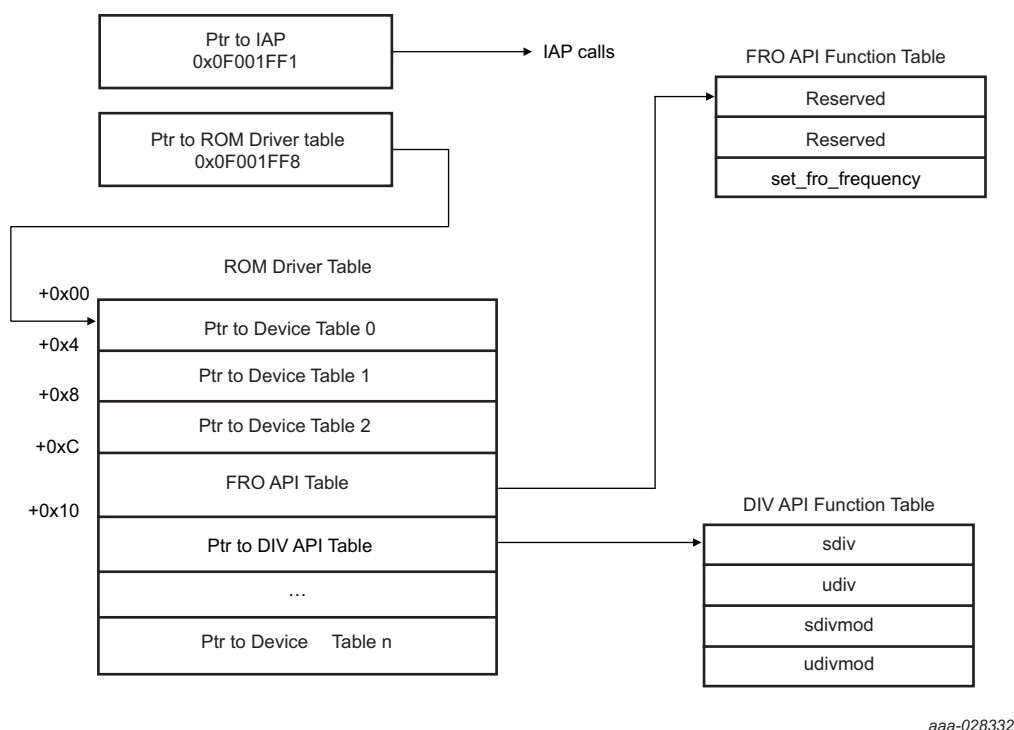 Ptr to IAP
0x0F001FF1
IAP calls
Ptr to ROM Driver table
0x0F001FF8
FRO API Function Table
Reserved
Reserved
set_fro_frequency
ROM Driver Table
+0x00
Ptr to Device Table 0
+0x4
Ptr to Device Table 1
+0x8
Ptr to Device Table 2
+0xC
FRO API Table
+0x10
Ptr to DIV API Table
…
Ptr to Device Table n
DIV API Function Table
sdiv
udiv
sdivmod
udivmod
aaa-028332